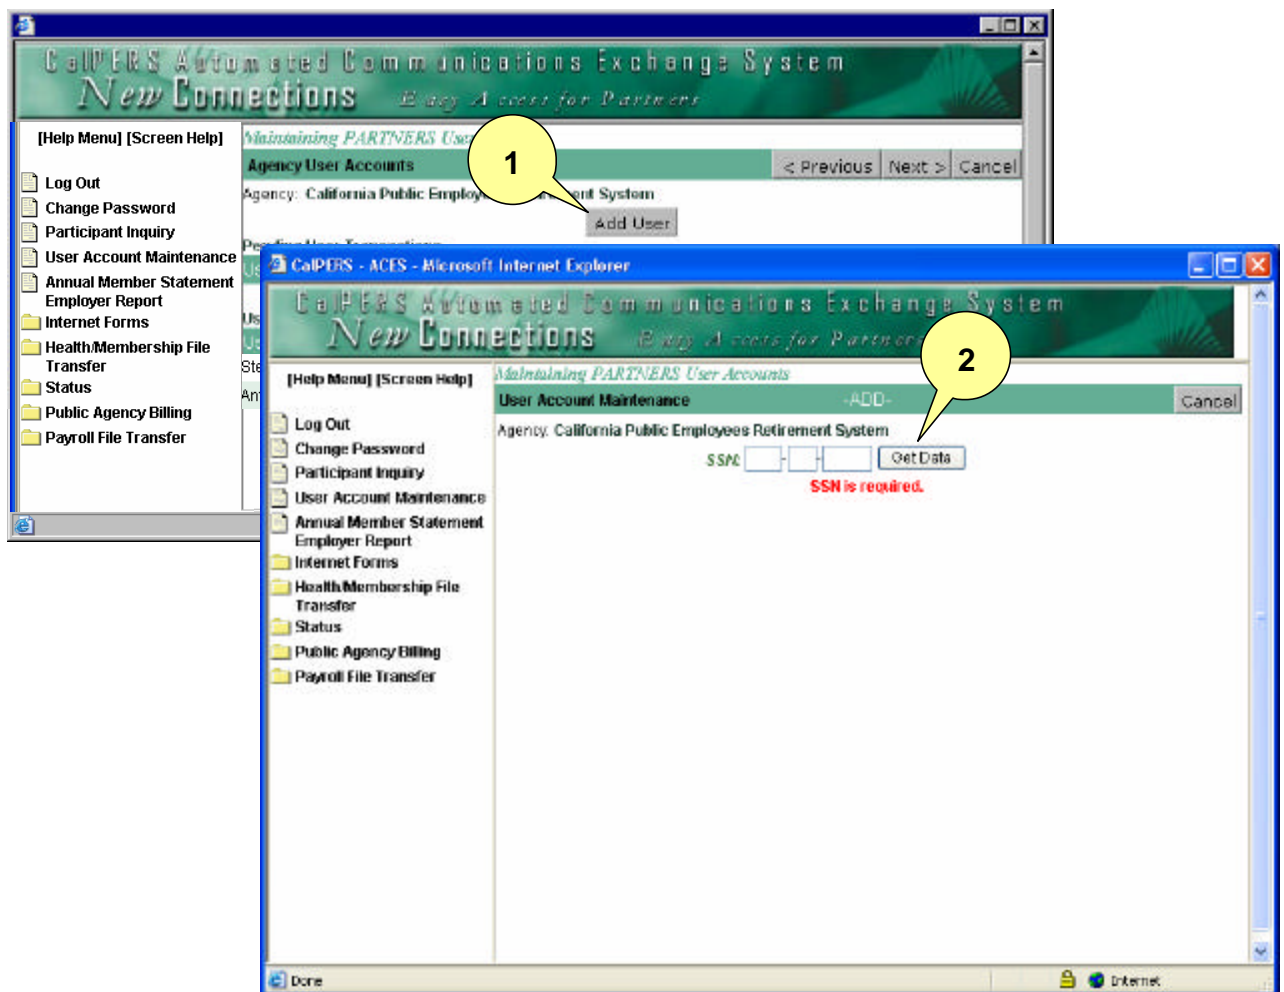 CalPERS Automated Communications Exchange System
New Connections Easy Access for Partners
[Help Menu] [Screen Help]
Log Out
Change Password
Participant Inquiry
User Account Maintenance
Annual Member Statement
Employer Report
Internet Forms
Health/Membership File
Transfer
Status
Public Agency Billing
Payroll File Transfer
Maintaining PARTNERS User
Agency User Accounts
< Previous Next > Cancel
Agency: California Public Employe
ent System
Add User
1
CalPERS - ACES - Microsoft Internet Explorer
CalPERS Automated Communications Exchange System
New Connections Easy Access for Partners
[Help Menu] [Screen Help]
Log Out
Change Password
Participant Inquiry
User Account Maintenance
Annual Member Statement
Employer Report
Internet Forms
Health/Membership File
Transfer
Status
Public Agency Billing
Payroll File Transfer
Maintaining PARTNERS User Accounts
User Account Maintenance -ADD- Cancel
Agency: California Public Employees Retirement System
SSN: - - Get Data
SSN is required.
2
Done Internet